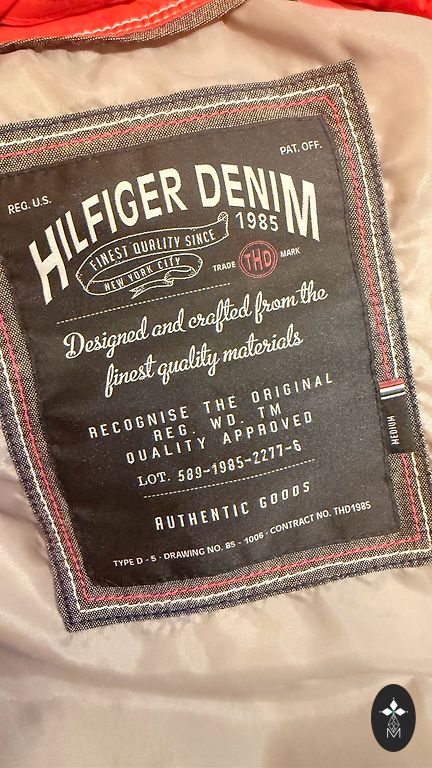 REG. U.S.
PAT. OFF.
HILFIGER DENIM
FINEST QUALITY SINCE 1985
NEW YORK CITY
TRADE THD MARK
Designed and crafted from the
finest quality materials
RECOGNISE THE ORIGINAL
REG. WD. TM
QUALITY APPROVED
LOT. 589-1985-2277-6
AUTHENTIC GOODS
TYPE D - 5 · DRAWING NO. 85 - 1006 · CONTRACT NO. THD1985
MEDIUM
M